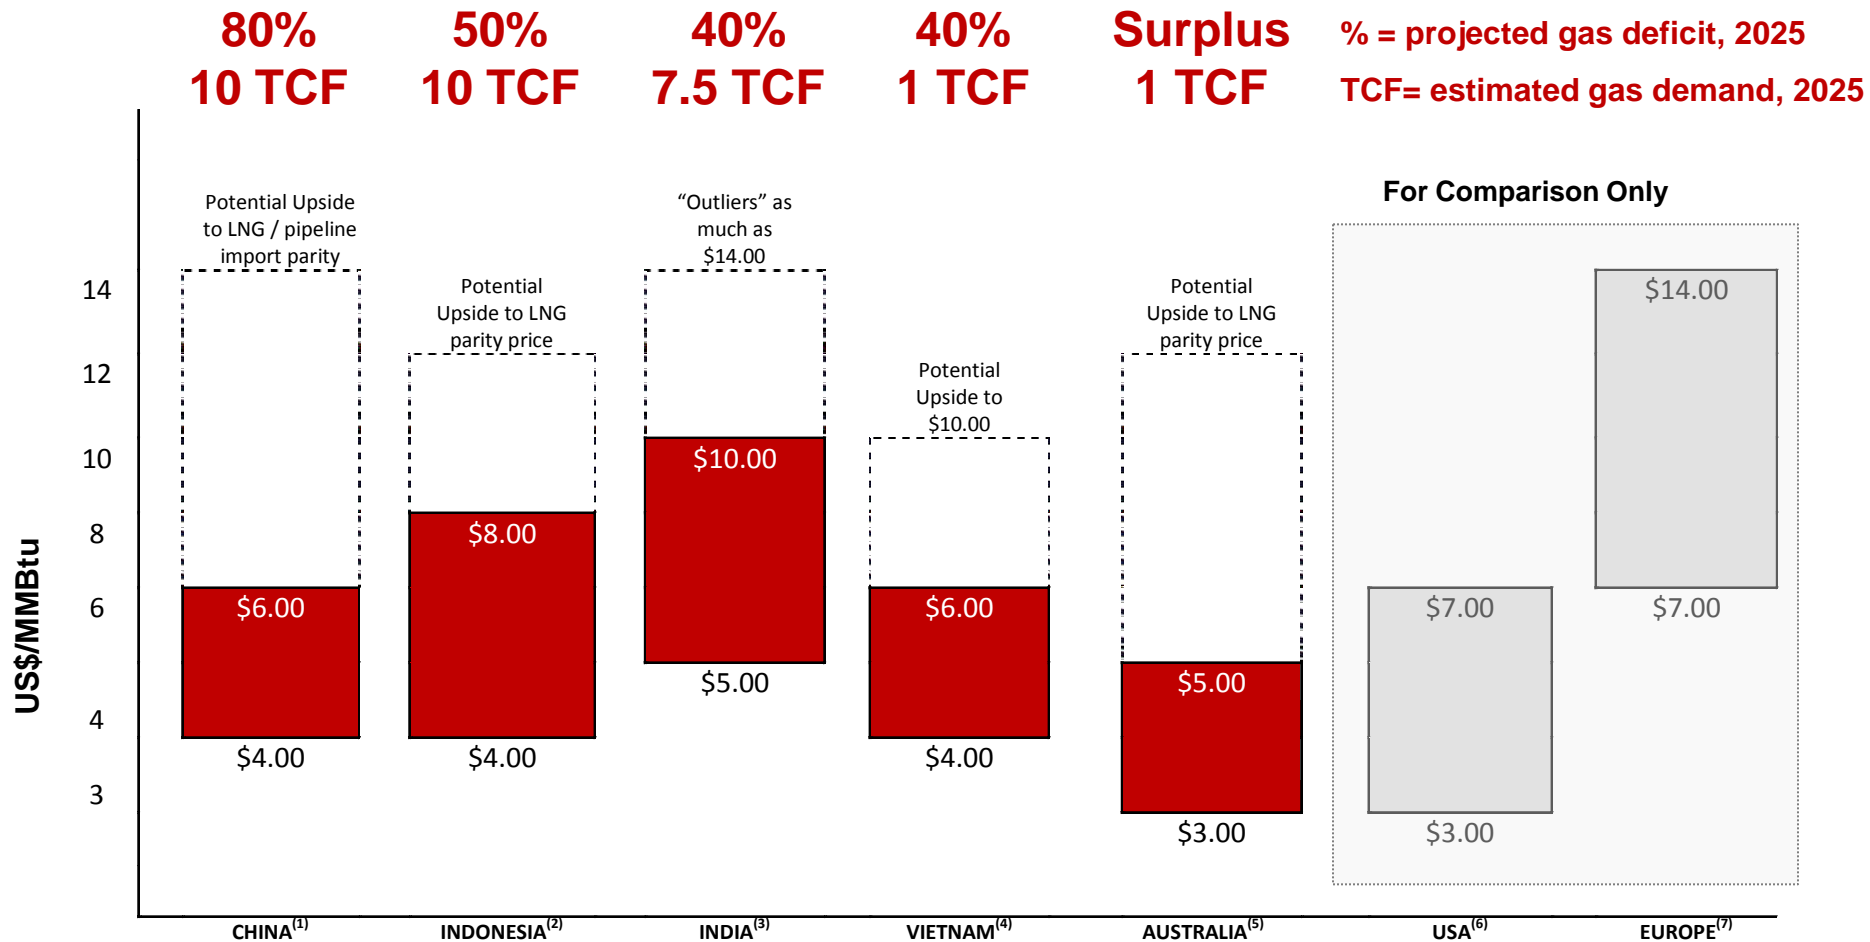 80%
10 TCF
50%
10 TCF
40%
7.5 TCF
40%
1 TCF
Surplus
1 TCF
% = projected gas deficit, 2025
TCF= estimated gas demand, 2025
For Comparison Only
Potential Upside
to LNG / pipeline
import parity
Potential
Upside to LNG
parity price
“Outliers” as
much as
$14.00
Potential
Upside to
$10.00
Potential
Upside to LNG
parity price
US$/MMBtu
14
12
10
8
6
4
3
$6.00
$4.00
$8.00
$4.00
$10.00
$5.00
$6.00
$4.00
$5.00
$3.00
$7.00
$3.00
$14.00
$7.00
CHINA(1)
INDONESIA(2)
INDIA(3)
VIETNAM(4)
AUSTRALIA(5)
USA(6)
EUROPE(7)